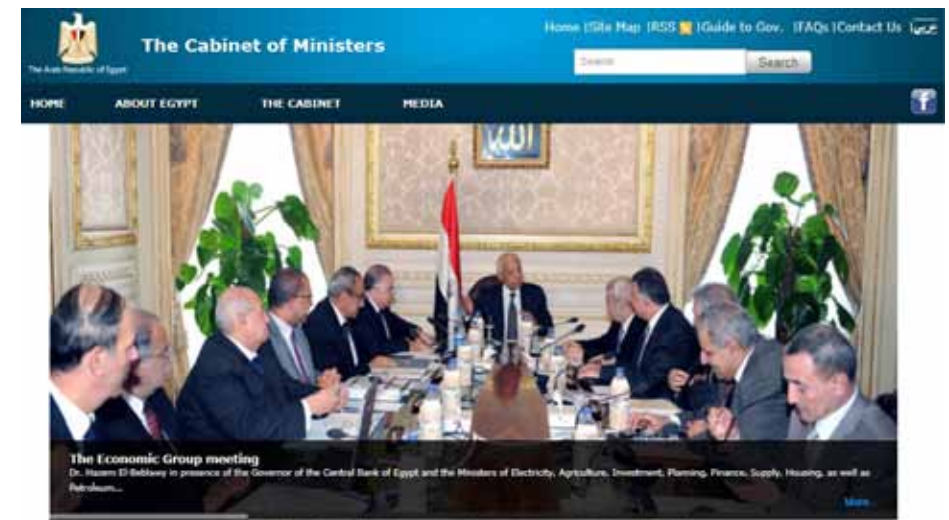 Home |Site Map |RSS |Guide to Gov. |FAQs |Contact Us |عربي
The Cabinet of Ministers
Search
Search
The Arab Republic of Egypt
HOME ABOUT EGYPT THE CABINET MEDIA
f
الله
The Economic Group meeting
Dr. Hazem El-Beblawy in presence of the Governor of the Central Bank of Egypt and the Ministers of Electricity, Agriculture, Investment, Planning, Finance, Supply, Housing, as well as
Petroleum...
More